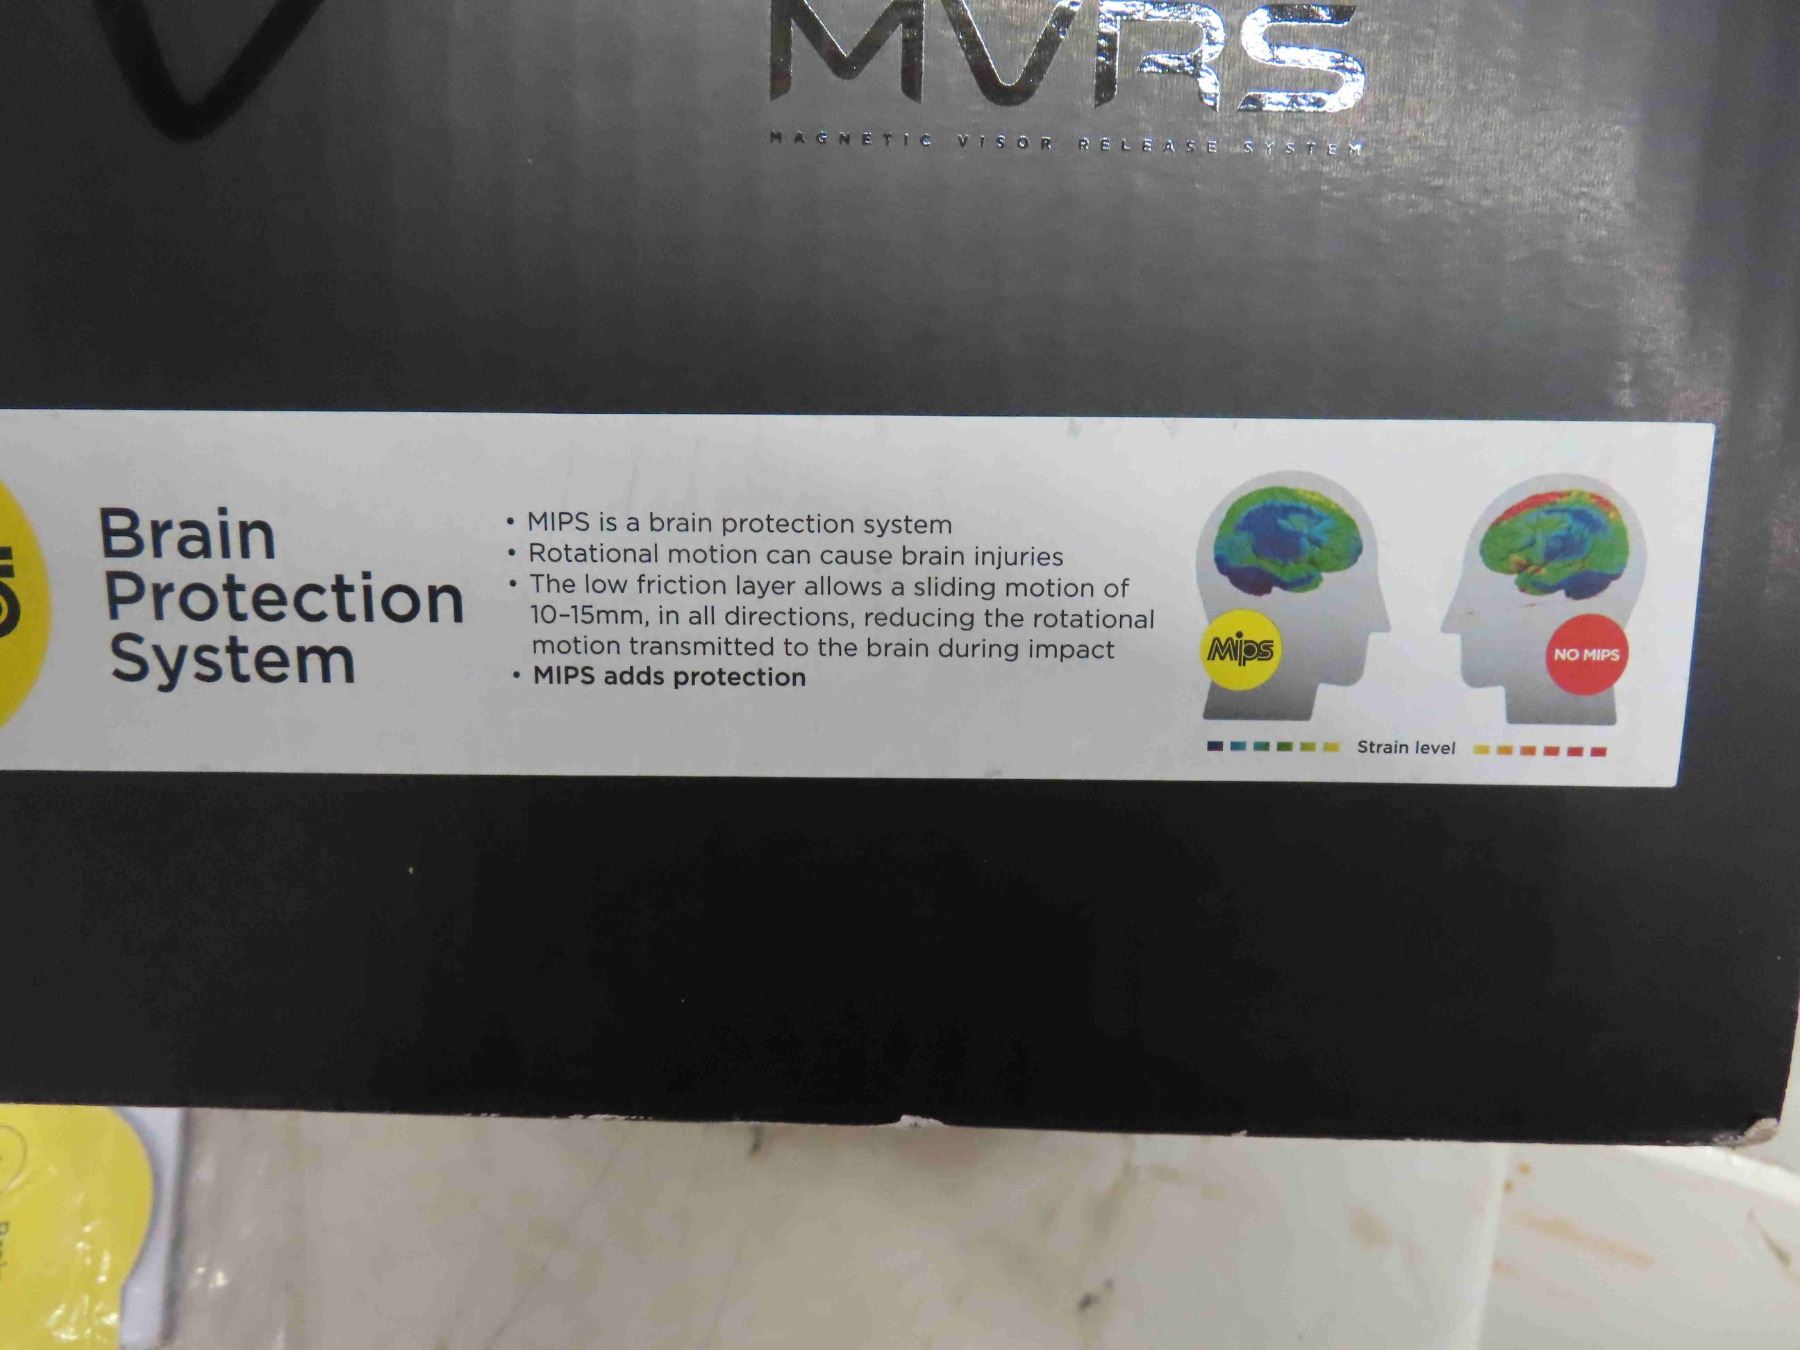 MVRS
MAGNETIC VISOR RELEASE SYSTEM
Brain
Protection
System
• MIPS is a brain protection system
• Rotational motion can cause brain injuries
• The low friction layer allows a sliding motion of
10-15mm, in all directions, reducing the rotational
motion transmitted to the brain during impact
• MIPS adds protection
Mips
NO MIPS
Strain level